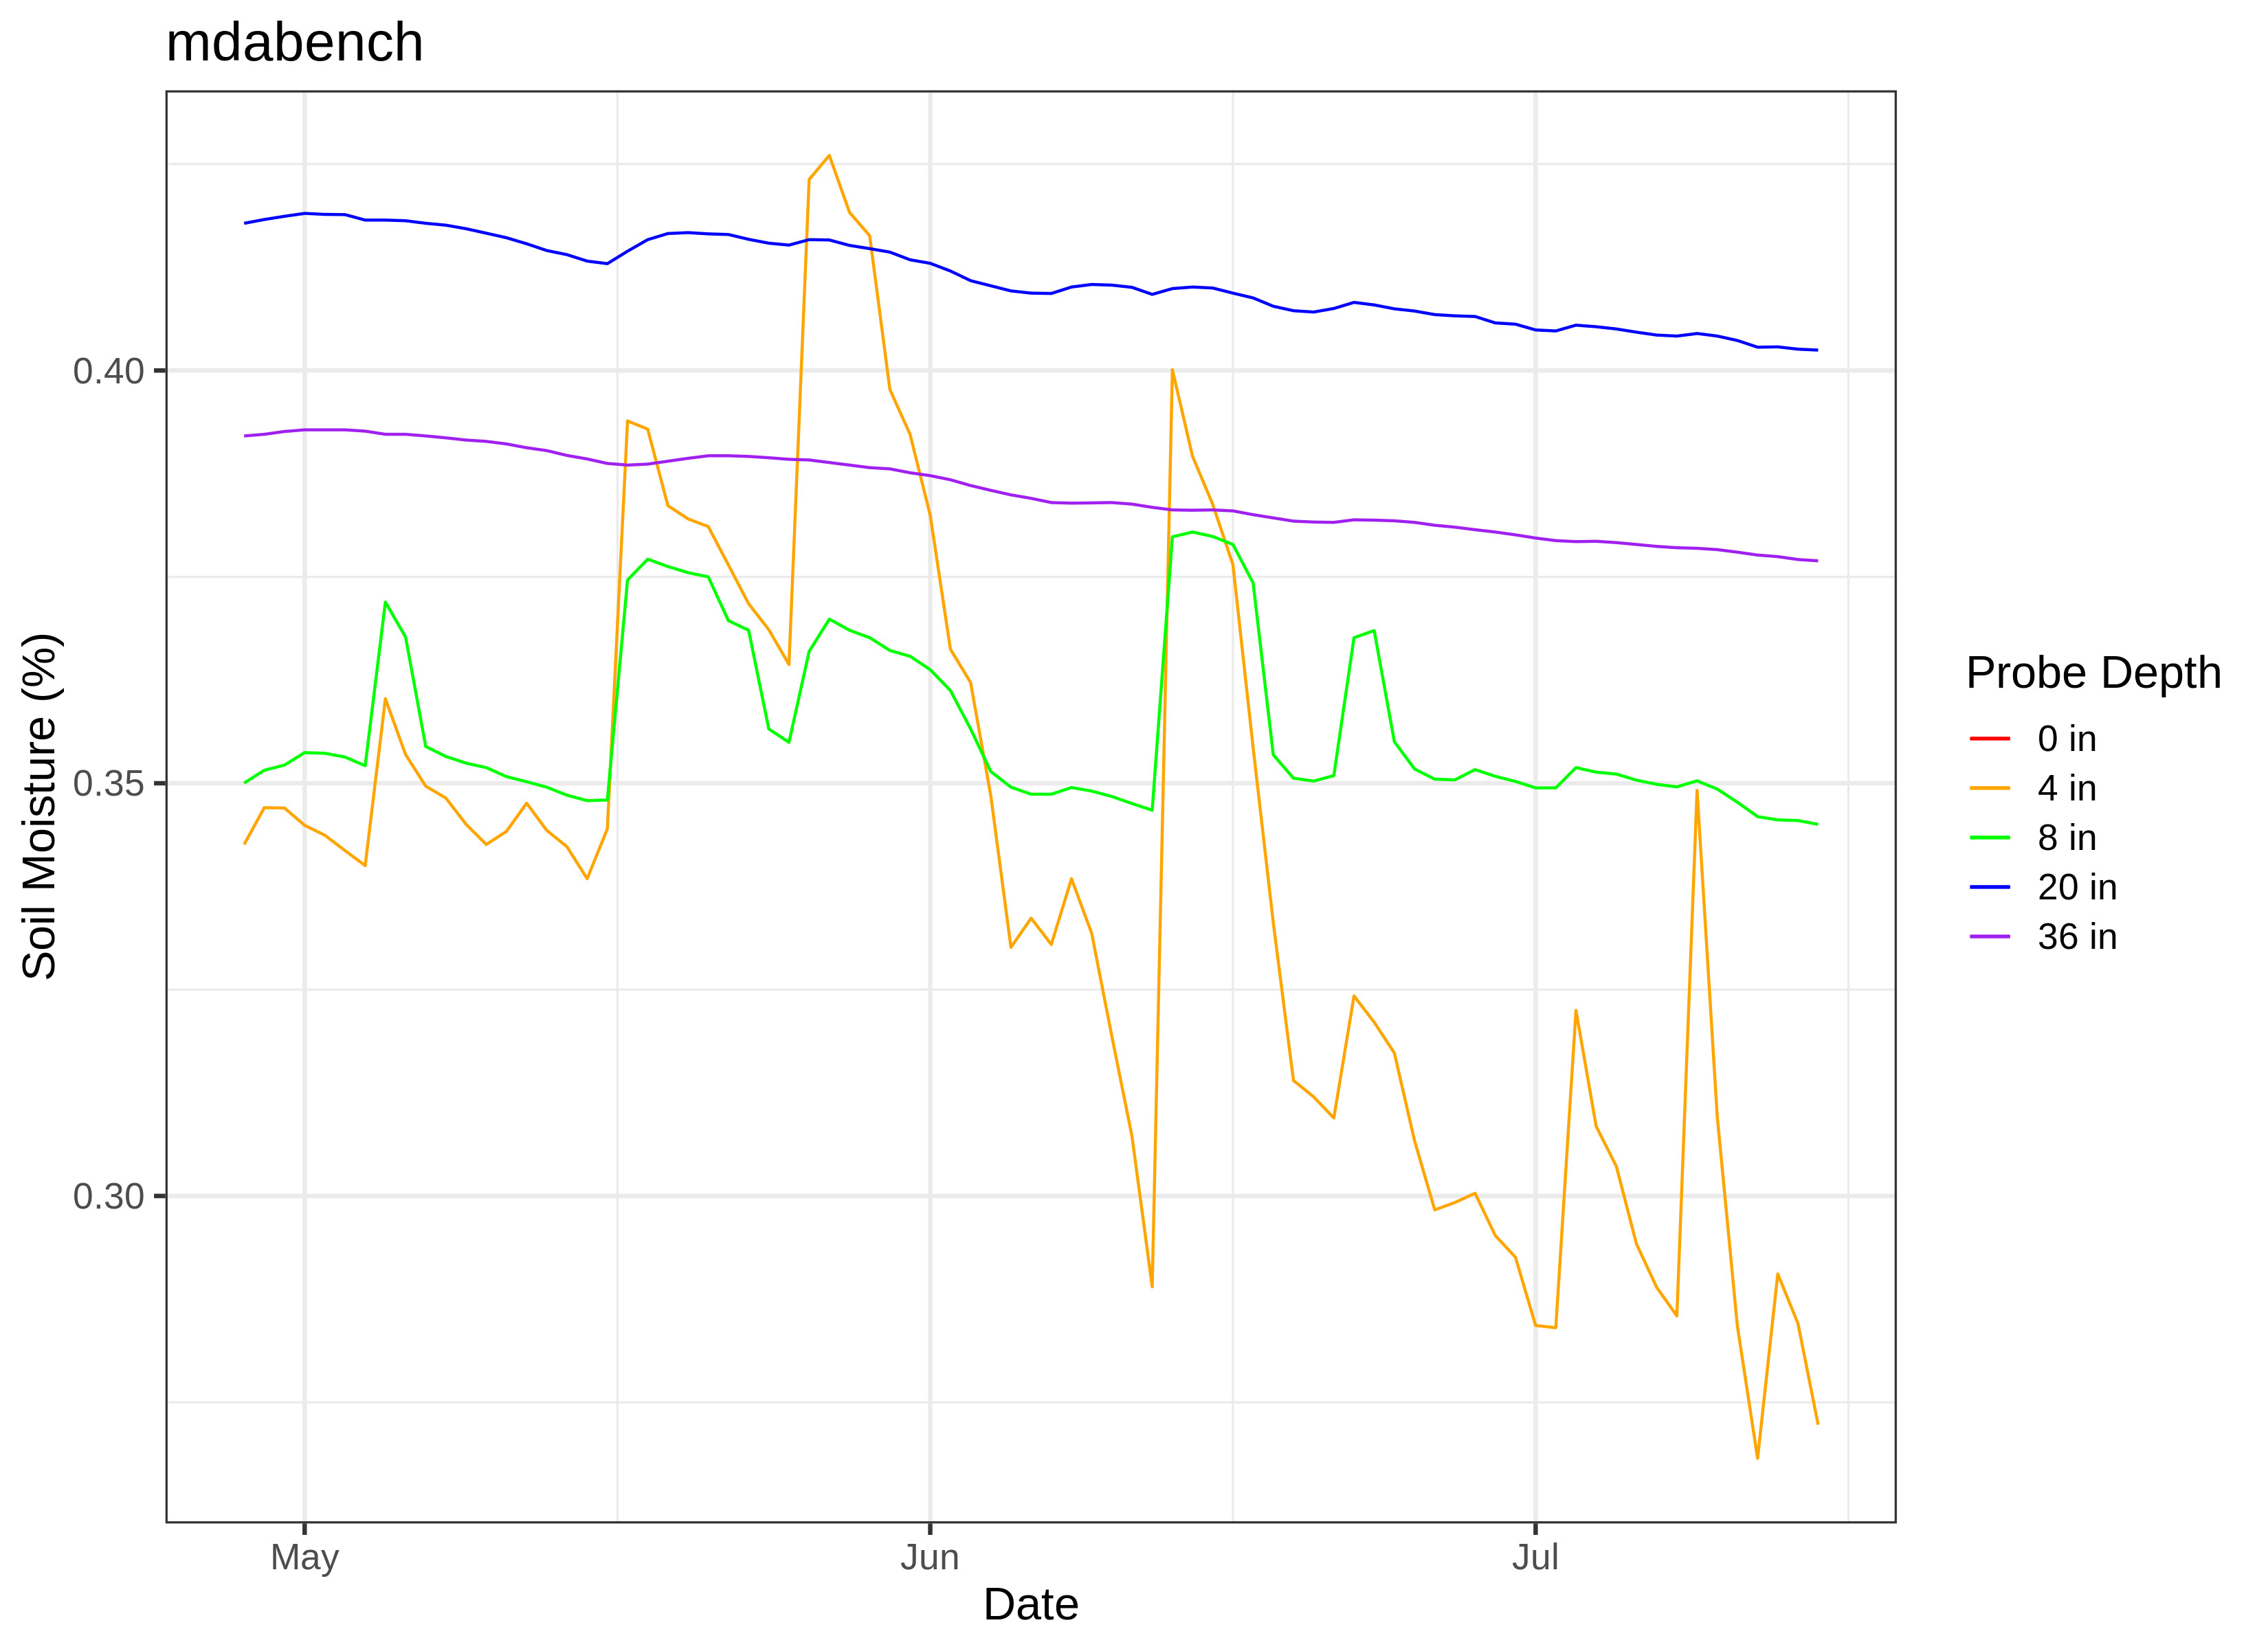 mdabench
Soil Moisture (%)
0.40
0.35
0.30
May
Jun
Jul
Date
Probe Depth
0 in
4 in
8 in
20 in
36 in